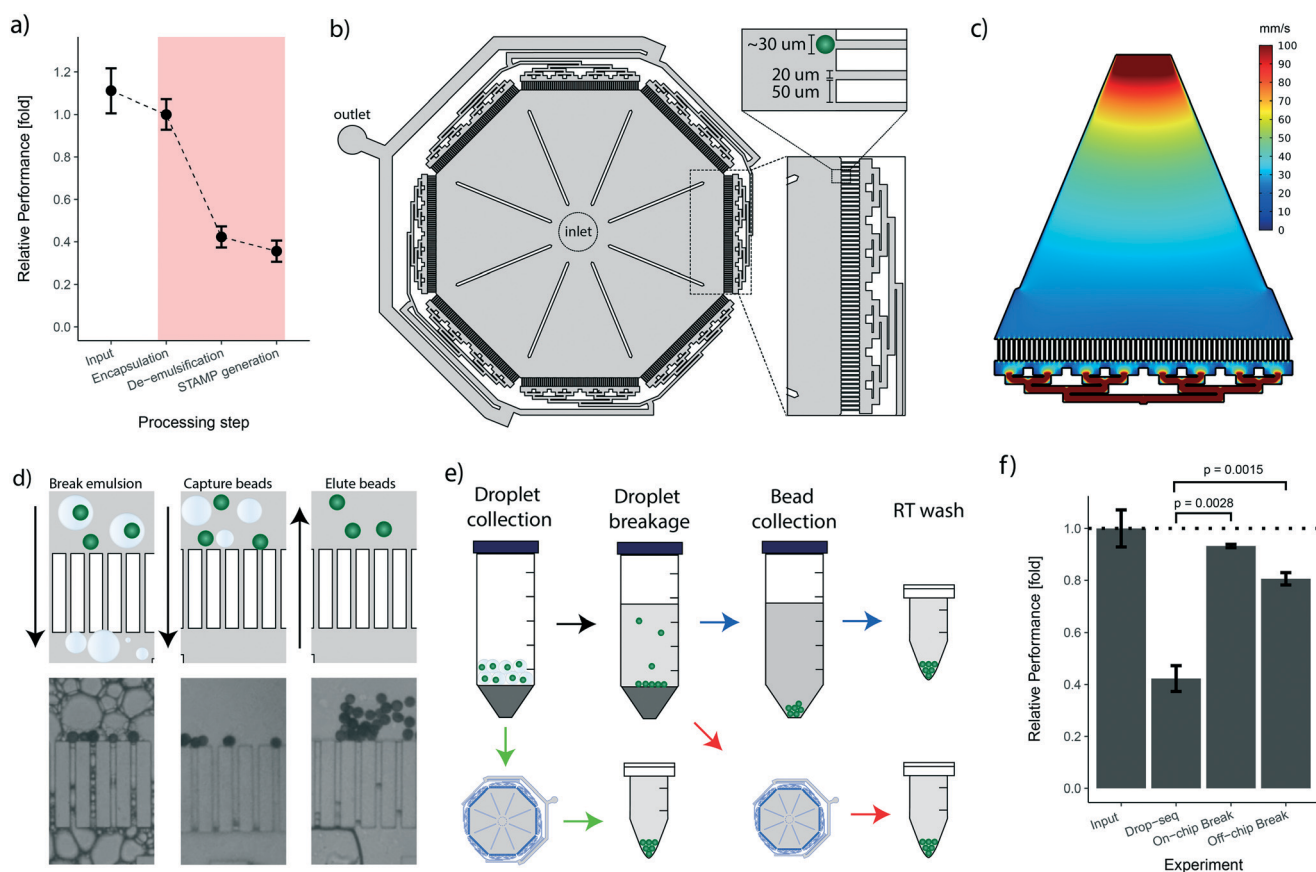 a)
Relative Performance [fold]
1.2
1.0
0.8
0.6
0.4
0.2
0.0
Input
Encapsulation
De-emulsification
STAMP generation
Processing step
b)
outlet
inlet
~30 um
20 um
50 um
c)
mm/s
100
90
80
70
60
50
40
30
20
10
0
d)
Break emulsion
Capture beads
Elute beads
e)
Droplet
collection
Droplet
breakage
Bead
collection
RT wash
f)
p = 0.0015
p = 0.0028
Relative Performance [fold]
1.0
0.8
0.6
0.4
0.2
0.0
Input
Drop-seq
On-chip Break
Off-chip Break
Experiment